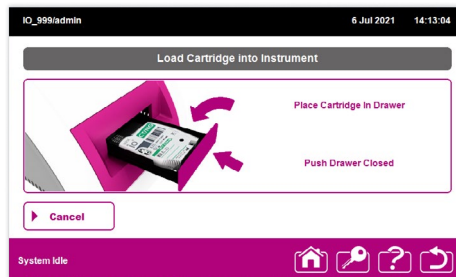 IO_999/admin
6 Jul 2021 14:13:04
Load Cartridge into Instrument
Place Cartridge In Drawer
Push Drawer Closed
Cancel
System Idle
?